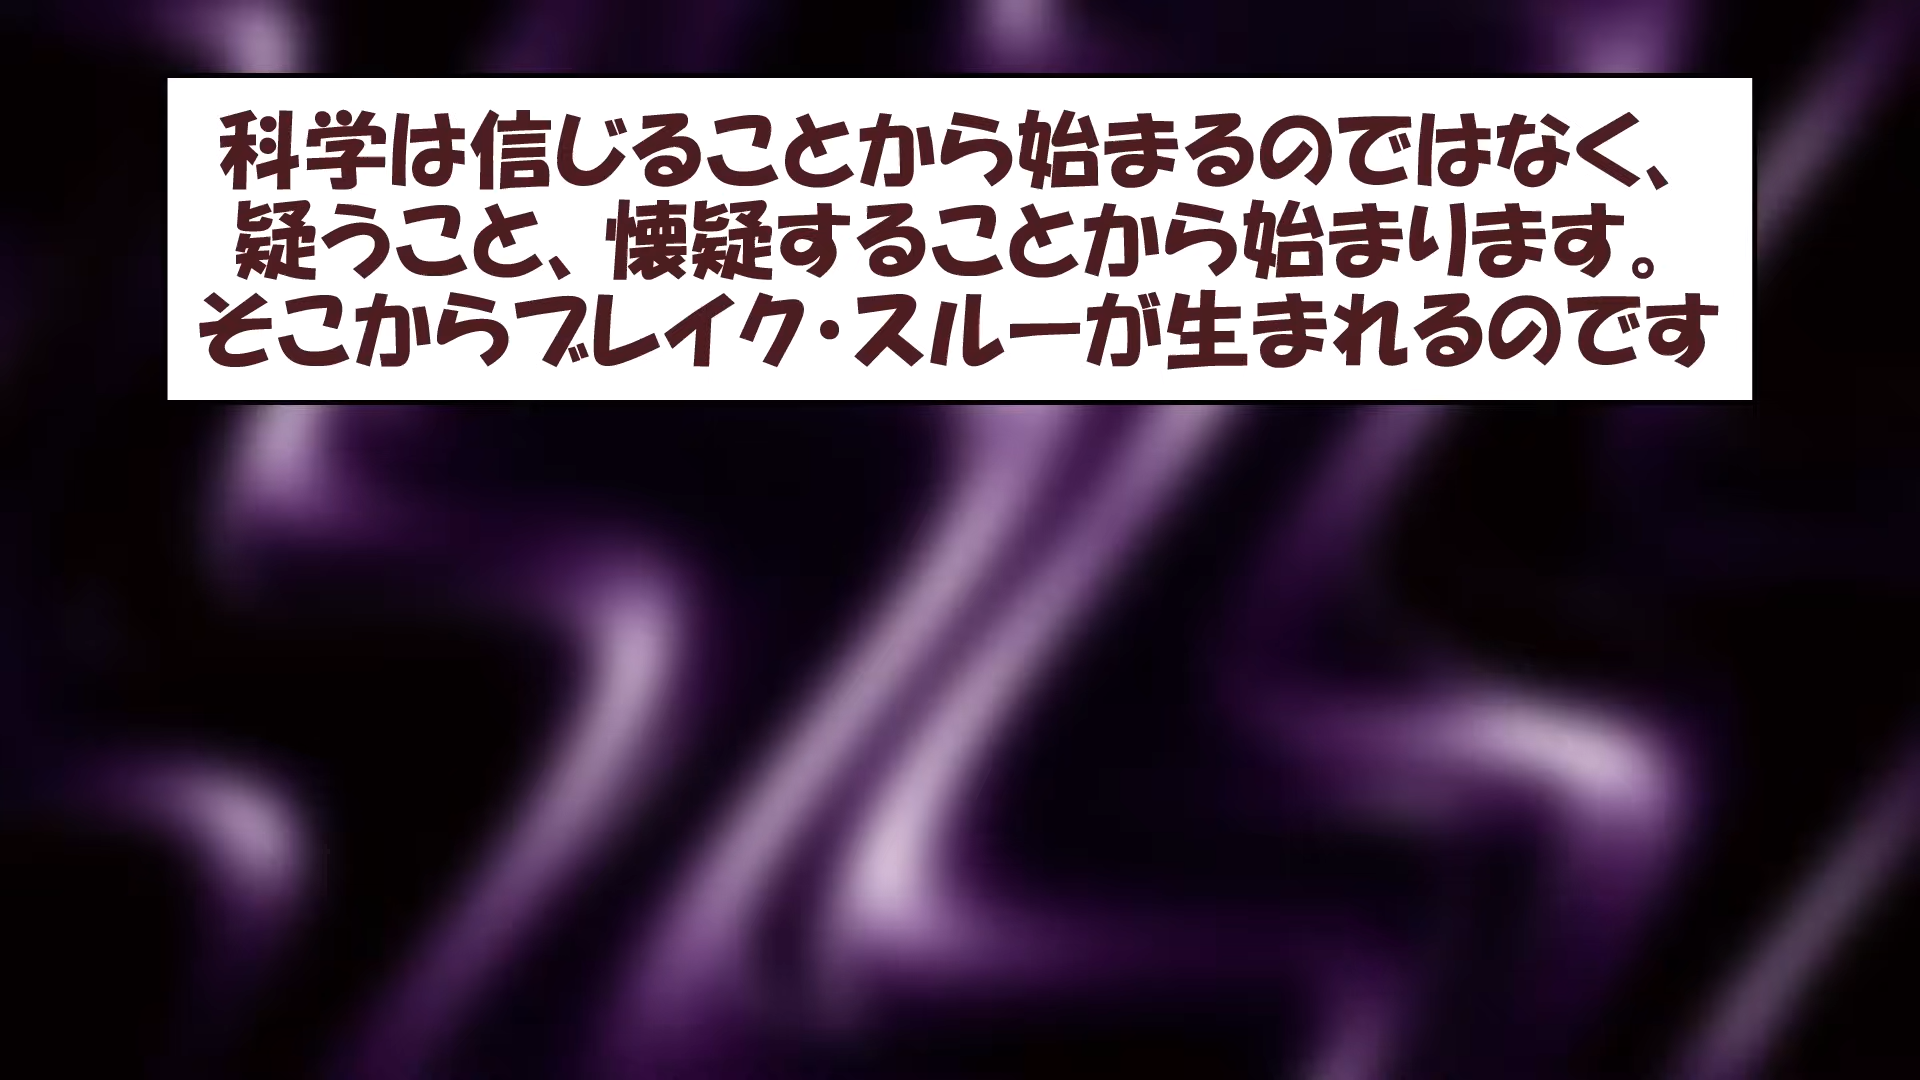 科学は信じることから始まるのではなく、
疑うこと、懐疑することから始まります。
そこからブレイク・スルーが生まれるのです